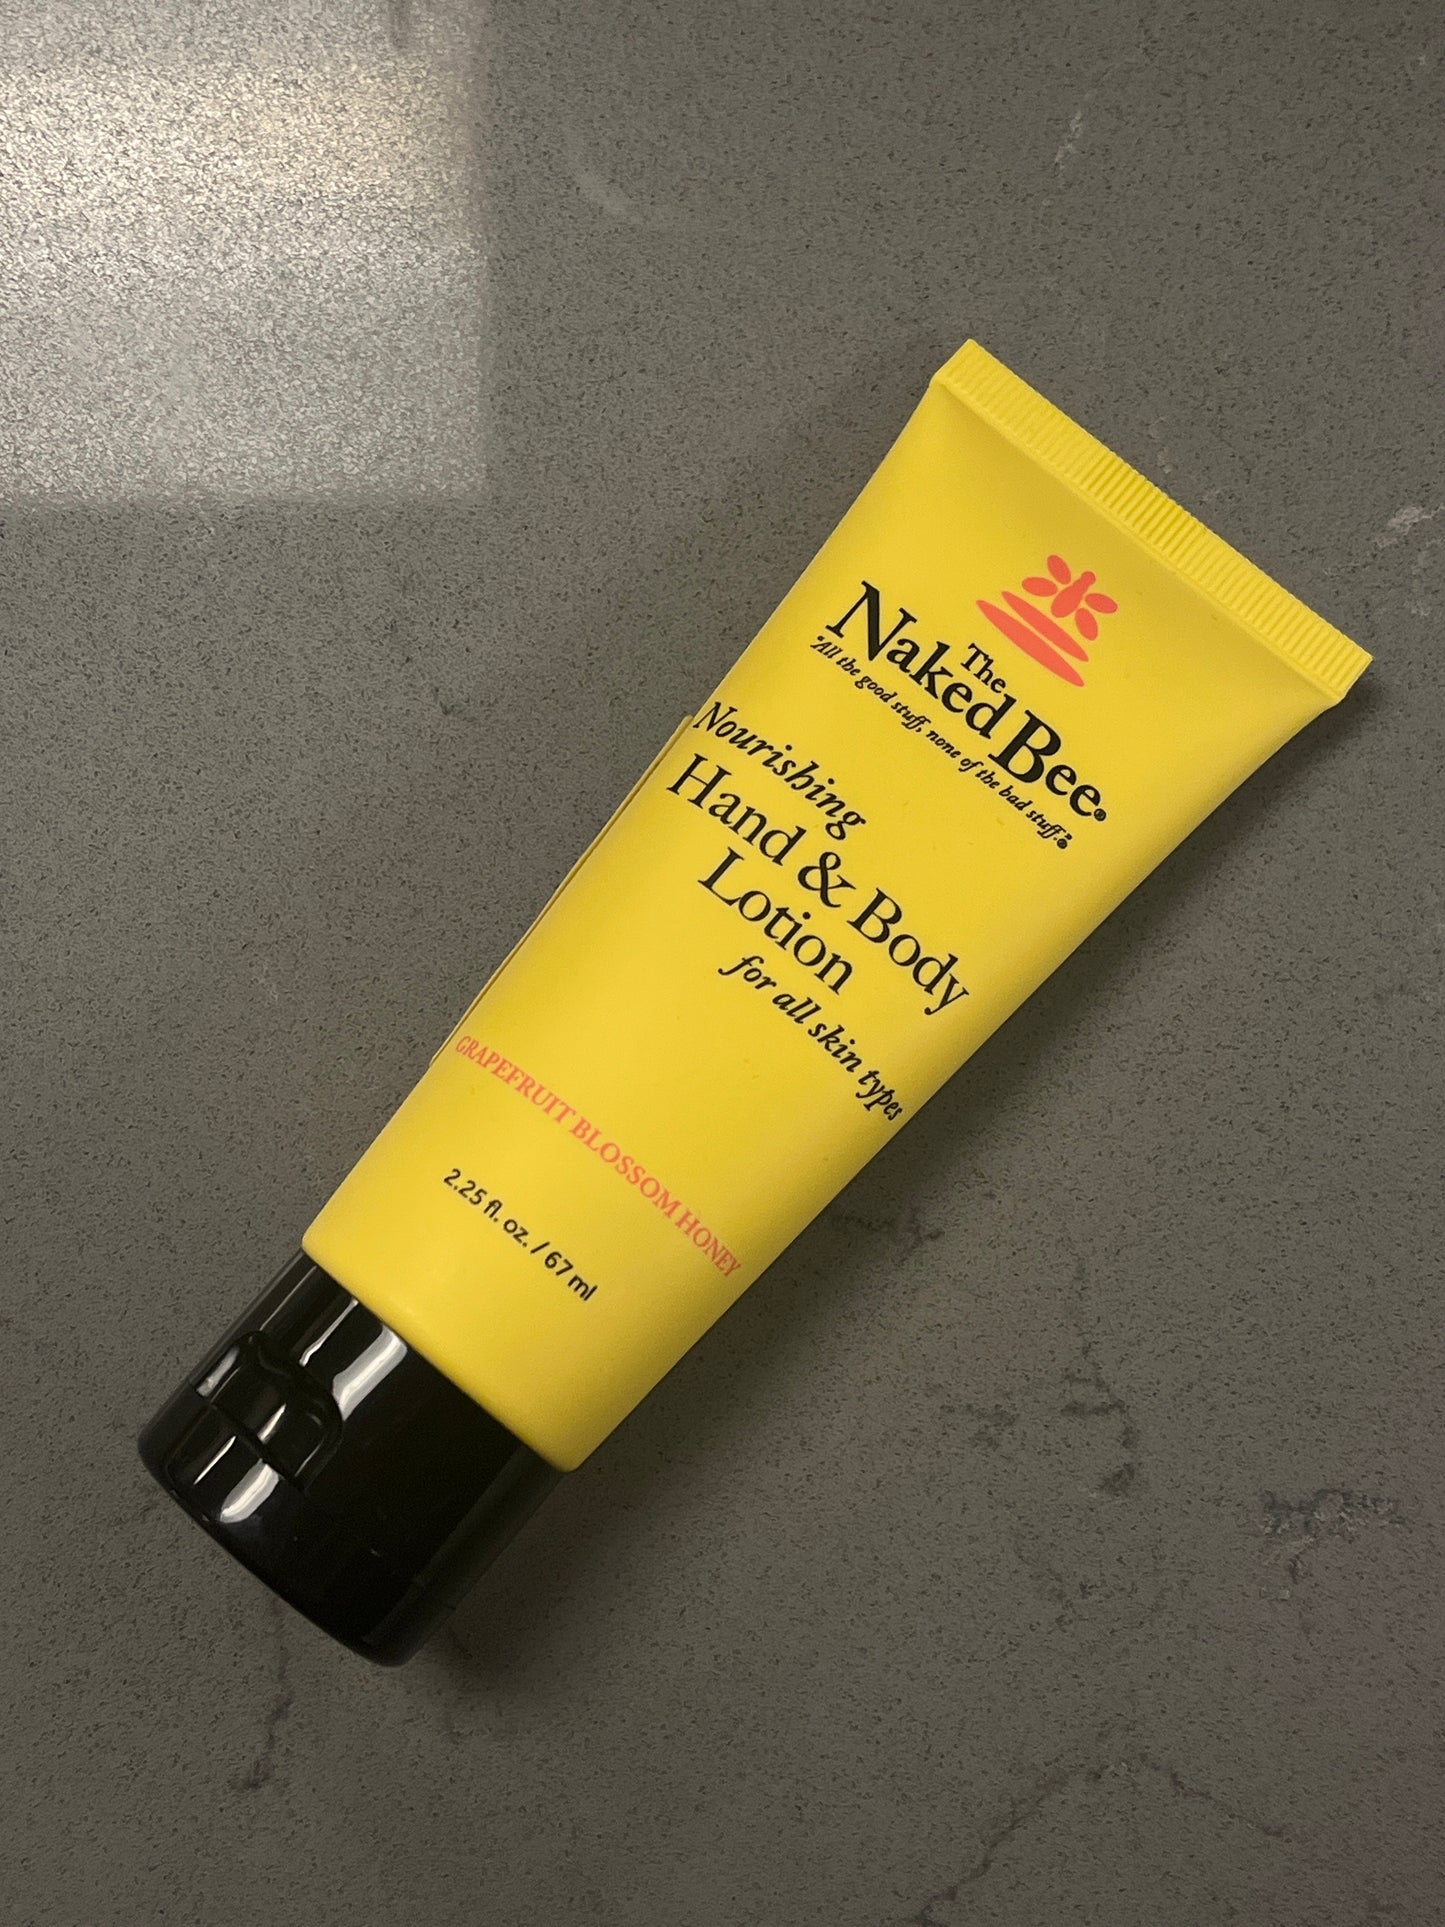 The
Naked Bee®
"All the good stuff, none of the bad stuff."®
Nourishing
Hand & Body
Lotion
for all skin types
GRAPEFRUIT BLOSSOM HONEY
2.25 fl. oz. / 67 ml